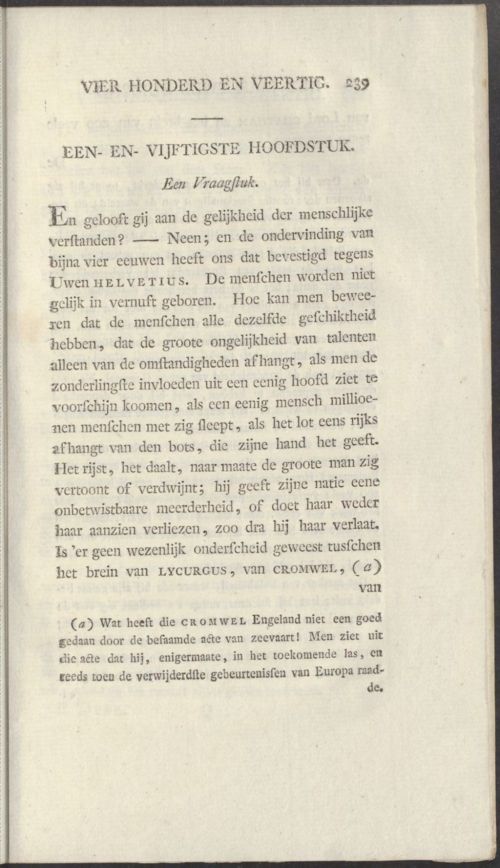 VIER HONDERD EN VEERTIG. 239
EEN- EN- VIJFTIGSTE HOOFDSTUK.
Een Vraagſtuk.
En gelooft gij aan de gelijkheid der menschlijke
verſtanden? — Neen; en de ondervinding van
bijna vier eeuwen heeft ons dat bevestigd tegens
Uwen HELVETIUS. De menſchen worden niet
gelijk in vernuft geboren. Hoe kan men bewee-
ren dat de menſchen alle dezelfde geſchiktheid
hebben, dat de groote ongelijkheid van talenten
alleen van de omſtandigheden afhangt, als men de
zonderlingſte invloeden uit een eenig hoofd ziet te
voorſchijn koomen, als een eenig mensch millioe-
nen menſchen met zig ſleept, als het lot eens rijks
afhangt van den bots, die zijne hand het geeft.
Het rijst, het daalt, naar maate de groote man zig
vertoont of verdwijnt; hij geeft zijne natie eene
onbetwistbaare meerderheid, of doet haar weder
haar aanzien verliezen, zoo dra hij haar verlaat.
Is 'er geen wezenlijk onderſcheid geweest tusſchen
het brein van LYCURGUS, van CROMWEL, (a)
van
(a) Wat heeft die CROMWEL Engeland niet een goed
gedaan door de befaamde acte van zeevaart! Men ziet uit
die acte dat hij, enigermaate, in het toekomende las, en
reeds toen de verwijderdſte gebeurtenisſen van Europa raad-
de.